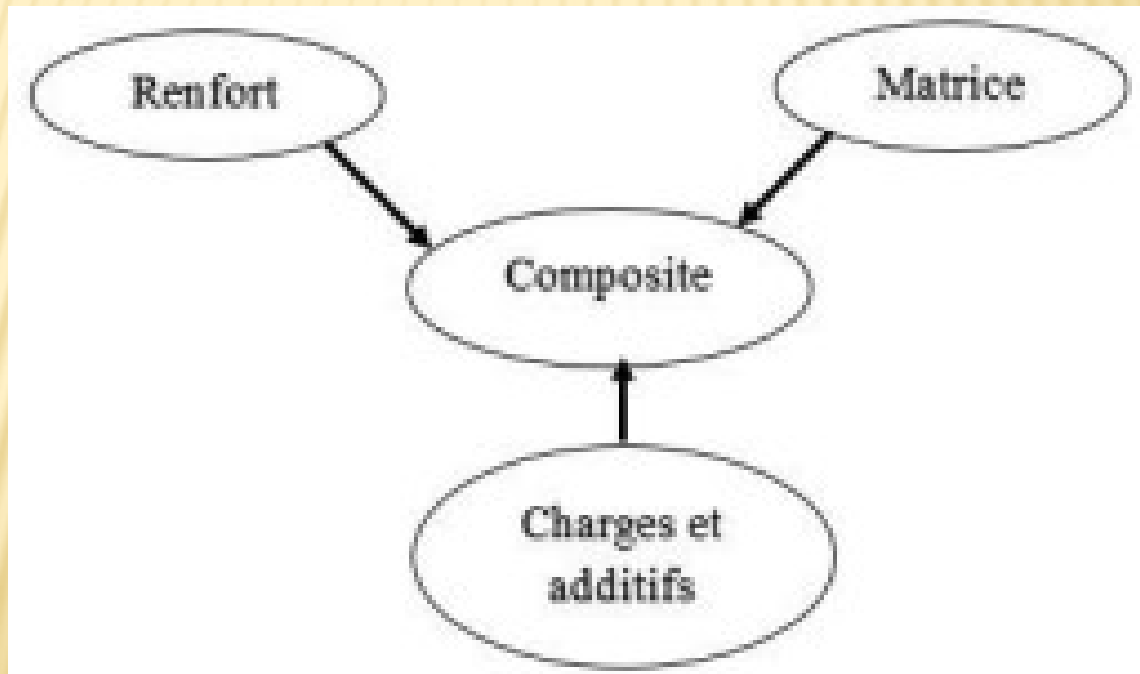 Renfort
Matrice
Composite
Charges et
additifs